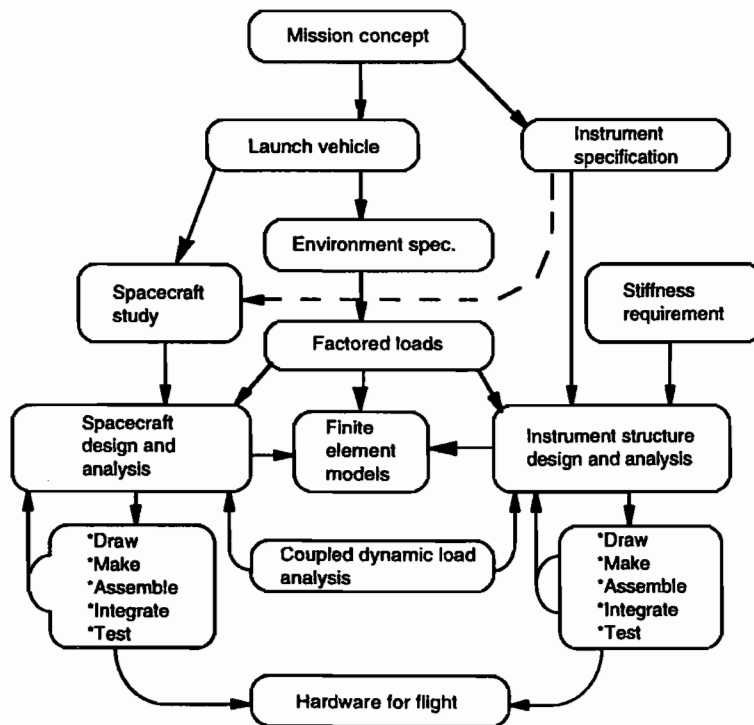 Mission concept
Launch vehicle
Instrument
specification
Environment spec.
Spacecraft
study
Stiffness
requirement
Factored loads
Spacecraft
design and
analysis
Finite
element
models
Instrument structure
design and analysis
*Draw
*Make
*Assemble
*Integrate
*Test
Coupled dynamic load
analysis
*Draw
*Make
*Assemble
*Integrate
*Test
Hardware for flight